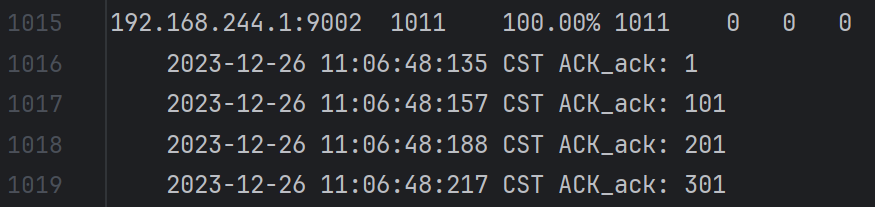 1015 192.168.244.1:9002 1011 100.00% 1011 0 0 0
1016 2023-12-26 11:06:48:135 CST ACK_ack: 1
1017 2023-12-26 11:06:48:157 CST ACK_ack: 101
1018 2023-12-26 11:06:48:188 CST ACK_ack: 201
1019 2023-12-26 11:06:48:217 CST ACK_ack: 301